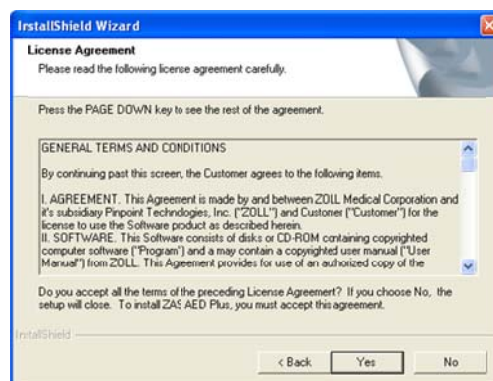 InstallShield Wizard
License Agreement
Please read the following license agreement carefully.
Press the PAGE DOWN key to see the rest of the agreement.
GENERAL TERMS AND CONDITIONS
By continuing past this screen, the Customer agrees to the following items.
I. AGREEMENT. This Agreement is made by and between ZOLL Medical Corporation and
it's subsidiary Pinpoint Technologies, Inc. ("ZOLL") and Customer ("Customer") for the
license to use the Software product as described herein.
II. SOFTWARE. This Software consists of disks or CD-ROM containing copyrighted
computer software ("Program") and a may contain a copyrighted user manual ("User
Manual") from ZOLL. This Agreement provides for use of an authorized copy of the
Do you accept all the terms of the preceding License Agreement? If you choose No, the
setup will close. To install ZAS AED Plus, you must accept this agreement.
InstallShield
< Back Yes No